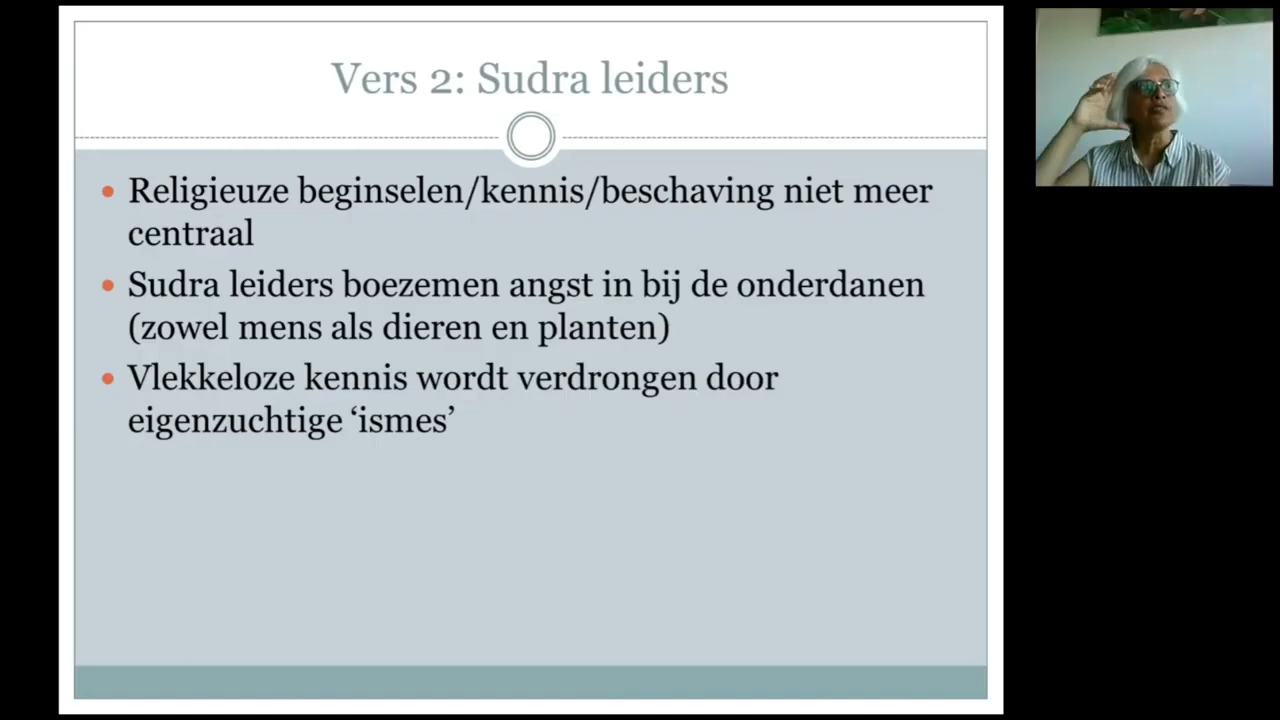 Vers 2: Sudra leiders
Religieuze beginselen/kennis/beschaving niet meer
centraal
Sudra leiders boezemen angst in bij de onderdanen
(zowel mens als dieren en planten)
Vlekkeloze kennis wordt verdrongen door
eigenzuchtige ‘ismes’